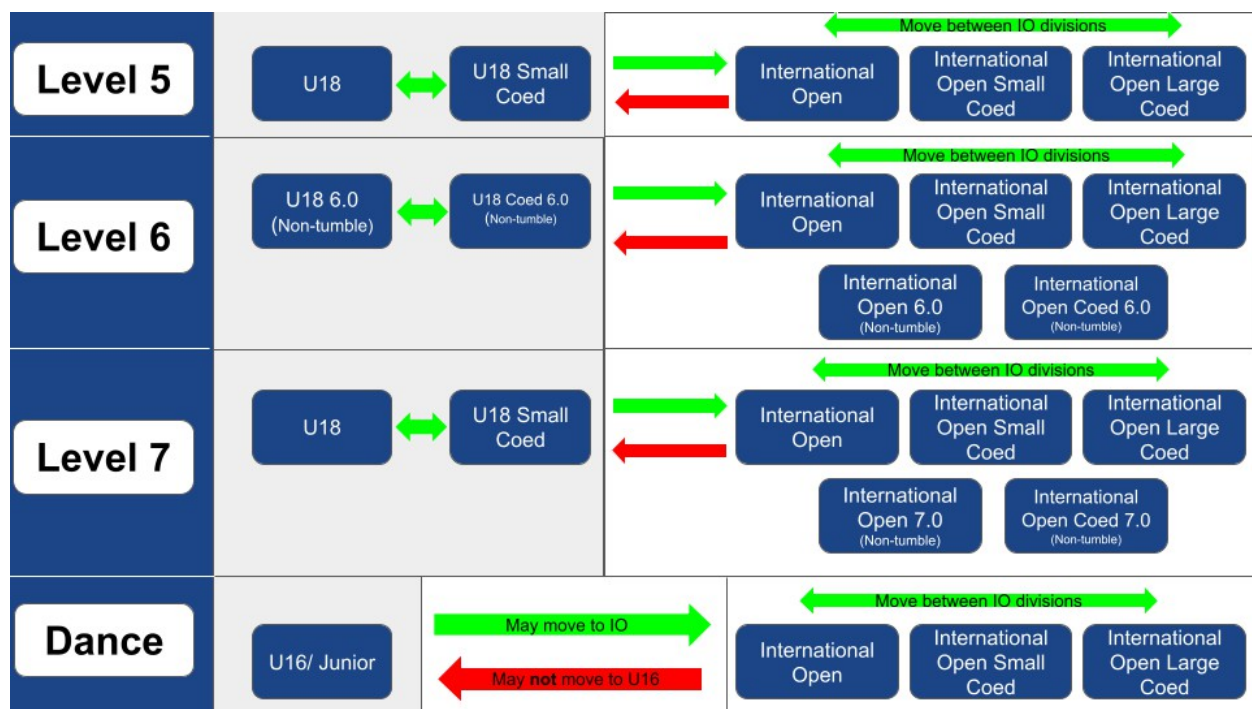 Move between IO divisions
Level 5
U18
U18 Small
Coed
International
Open
International
Open Small
Coed
International
Open Large
Coed
Move between IO divisions
Level 6
U18 6.0
(Non-tumble)
U18 Coed 6.0
(Non-tumble)
International
Open
International
Open Small
Coed
International
Open Large
Coed
International
Open 6.0
(Non-tumble)
International
Open Coed 6.0
(Non-tumble)
Move between IO divisions
Level 7
U18
U18 Small
Coed
International
Open
International
Open Small
Coed
International
Open Large
Coed
International
Open 7.0
(Non-tumble)
International
Open Coed 7.0
(Non-tumble)
Move between IO divisions
Dance
U16/ Junior
May move to IO
May not move to U16
International
Open
International
Open Small
Coed
International
Open Large
Coed